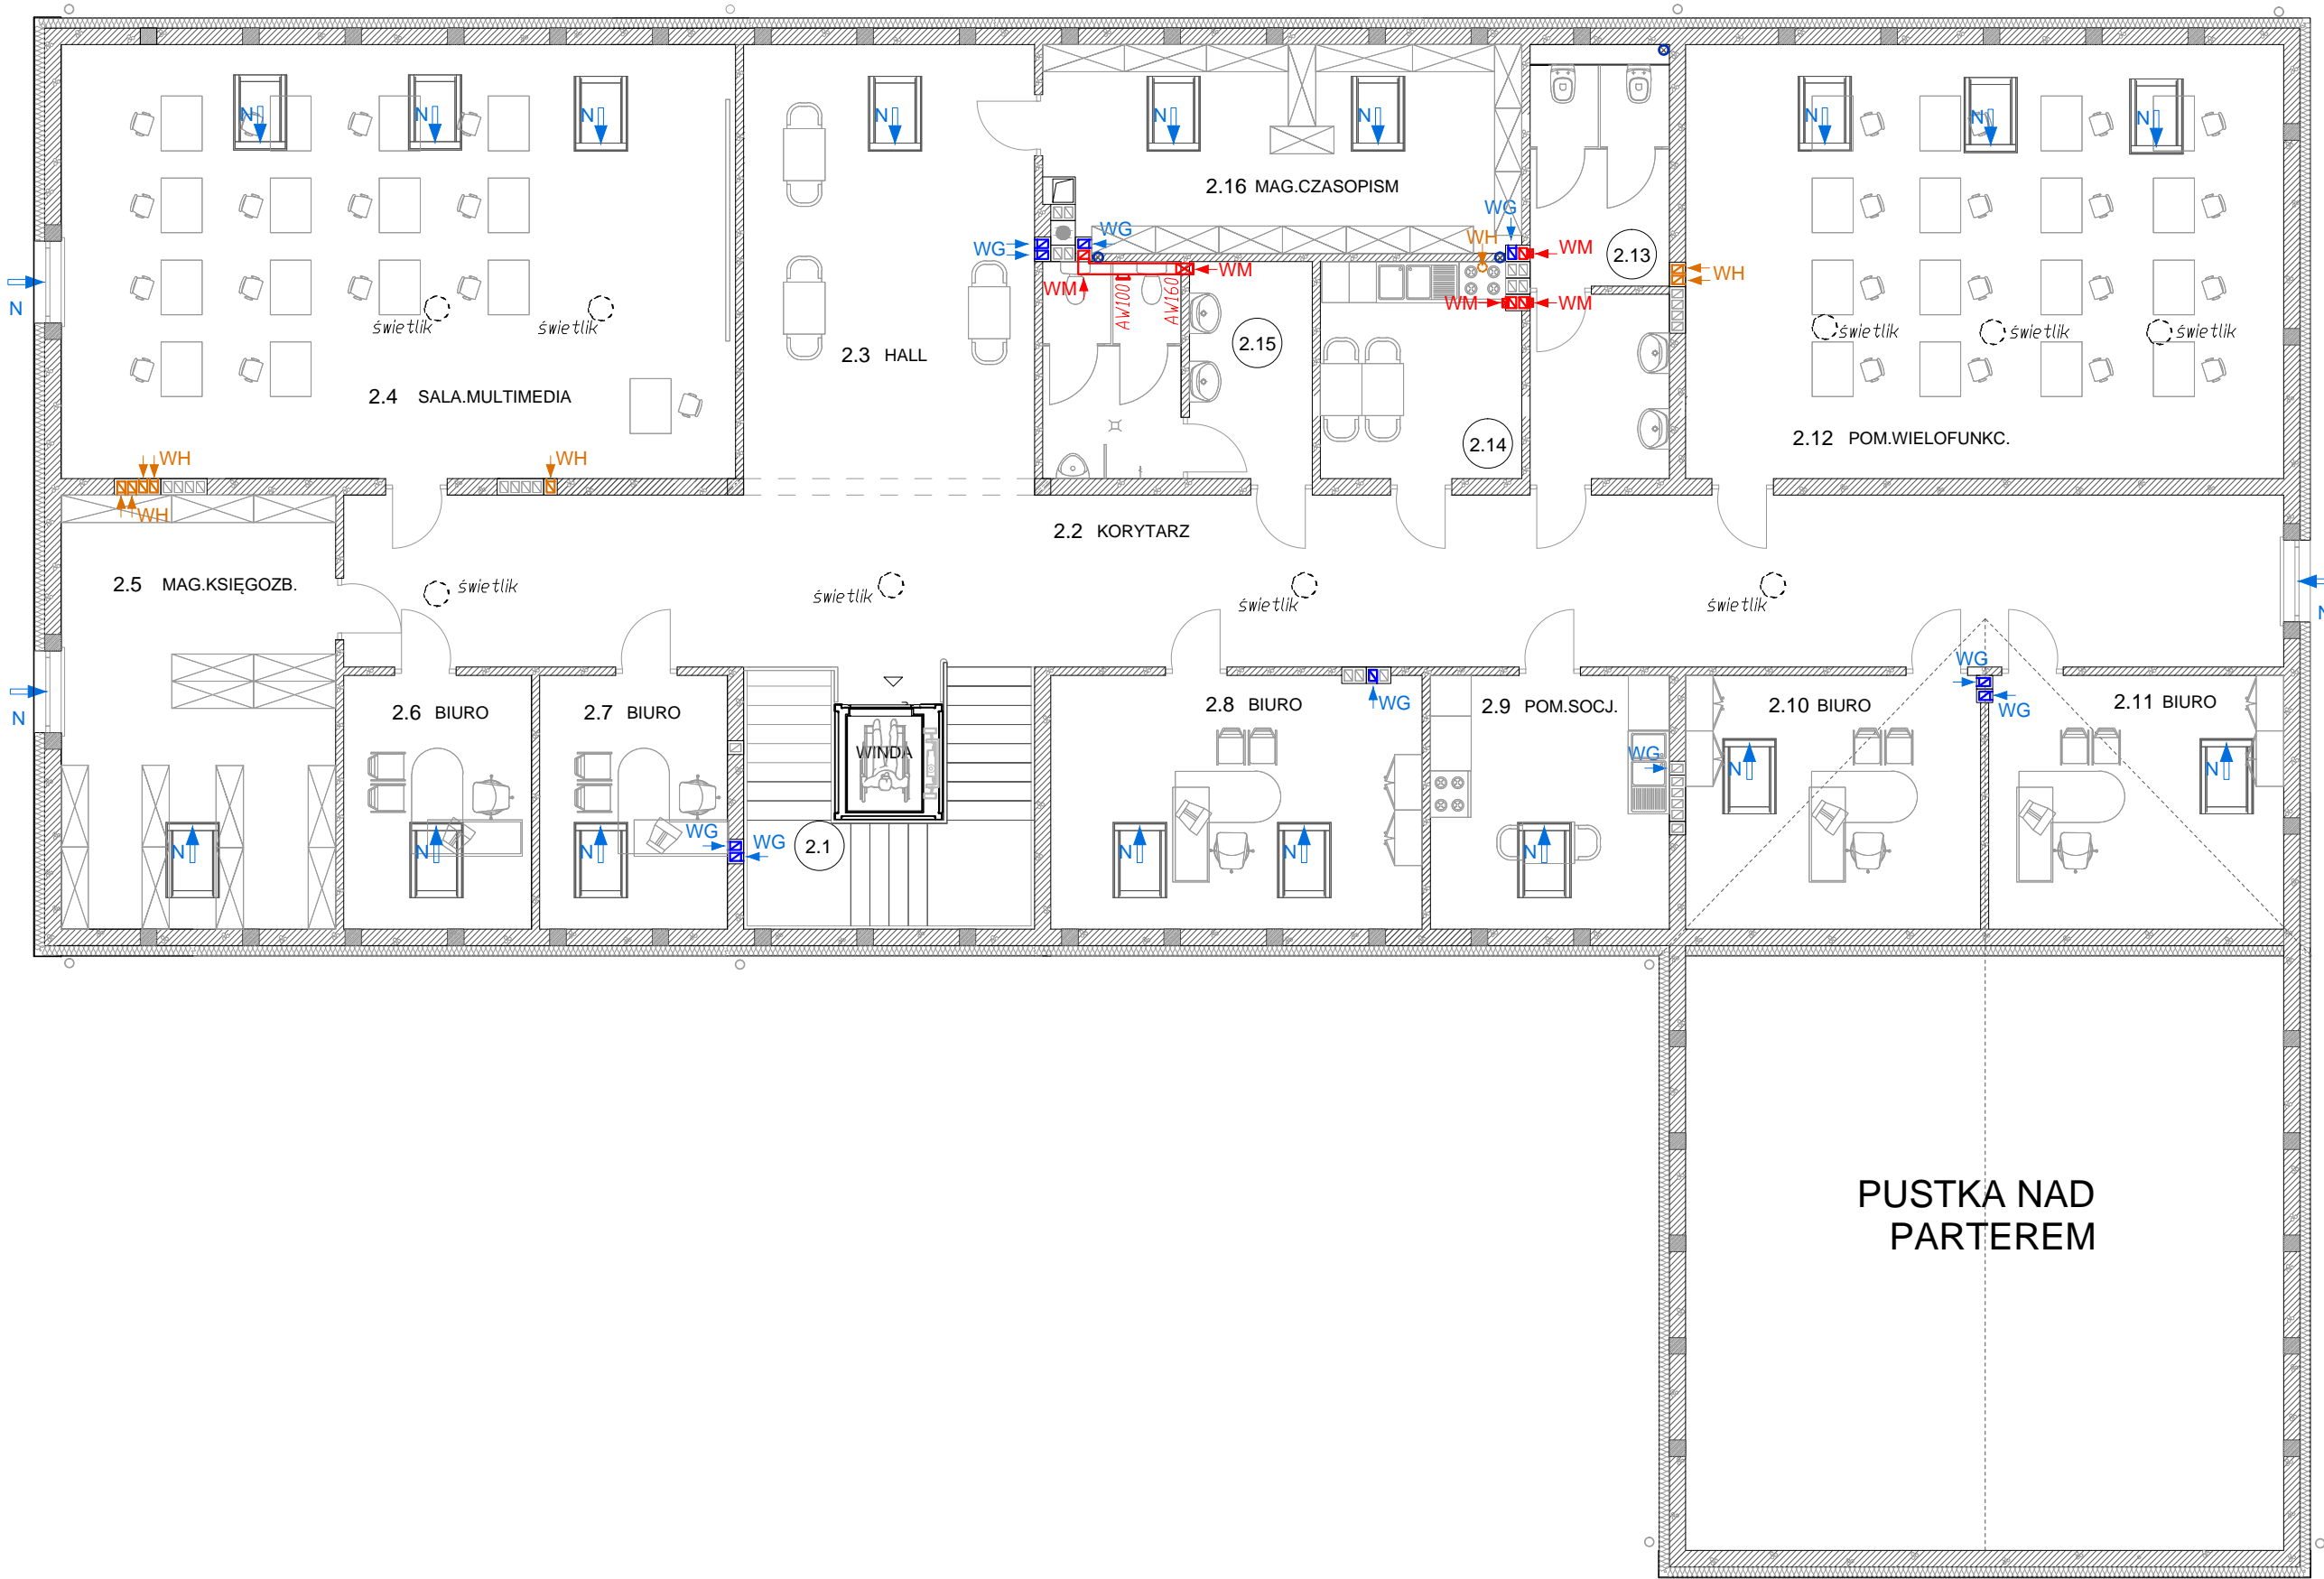 N
N
N
N
N
N
N
N
N
2.16 MAG.CZASOPISM
WG
WG
WG
WH
WM
2.13
WM
WH
WM
AW100
AW160
WM
WM
N
świetlik
świetlik
2.15
świetlik
świetlik
świetlik
2.3 HALL
2.4 SALA.MULTIMEDIA
2.14
2.12 POM.WIELOFUNKC.
WH
WH
WH
2.2 KORYTARZ
2.5 MAG.KSIĘGOZB.
świetlik
świetlik
świetlik
świetlik
N
WG
N
2.6 BIURO
2.7 BIURO
2.8 BIURO
WG
2.9 POM.SOCJ.
2.10 BIURO
WG
2.11 BIURO
WINDA
WG
N
N
WG
WG
2.1
N
N
N
N
N
N
PUSTKA NAD
PARTEREM